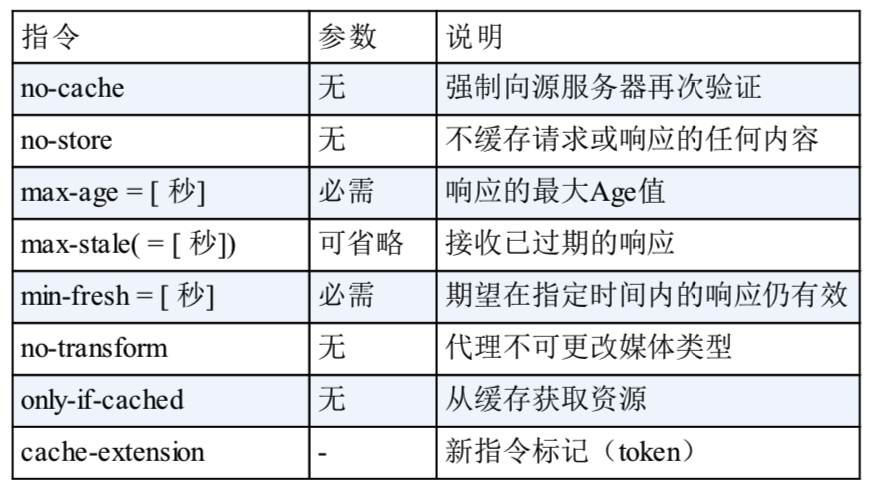 指令 参数 说明
no-cache 无 强制向源服务器再次验证
no-store 无 不缓存请求或响应的任何内容
max-age = [ 秒] 必需 响应的最大Age值
max-stale( = [ 秒]) 可省略 接收已过期的响应
min-fresh = [ 秒] 必需 期望在指定时间内的响应仍有效
no-transform 无 代理不可更改媒体类型
only-if-cached 无 从缓存获取资源
cache-extension - 新指令标记（token）